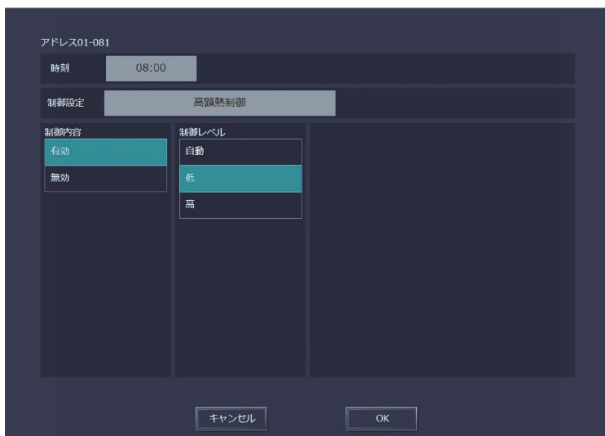 アドレス01-081
時刻 08:00
制御設定 高顕熱制御
制御内容 制御レベル
有効 自動
無効 低
高
キャンセル OK